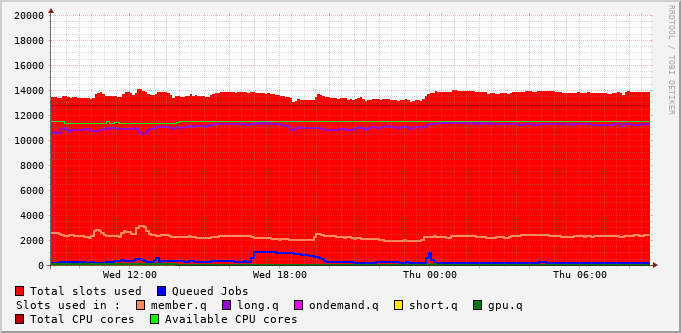 20000
18000
16000
14000
12000
10000
8000
6000
4000
2000
0
Wed 12:00 Wed 18:00 Thu 00:00 Thu 06:00
RRDTOOL / TOBI OETIKER
Total slots used Queued Jobs
Slots used in : member.q long.q ondemand.q short.q gpu.q
Total CPU cores Available CPU cores